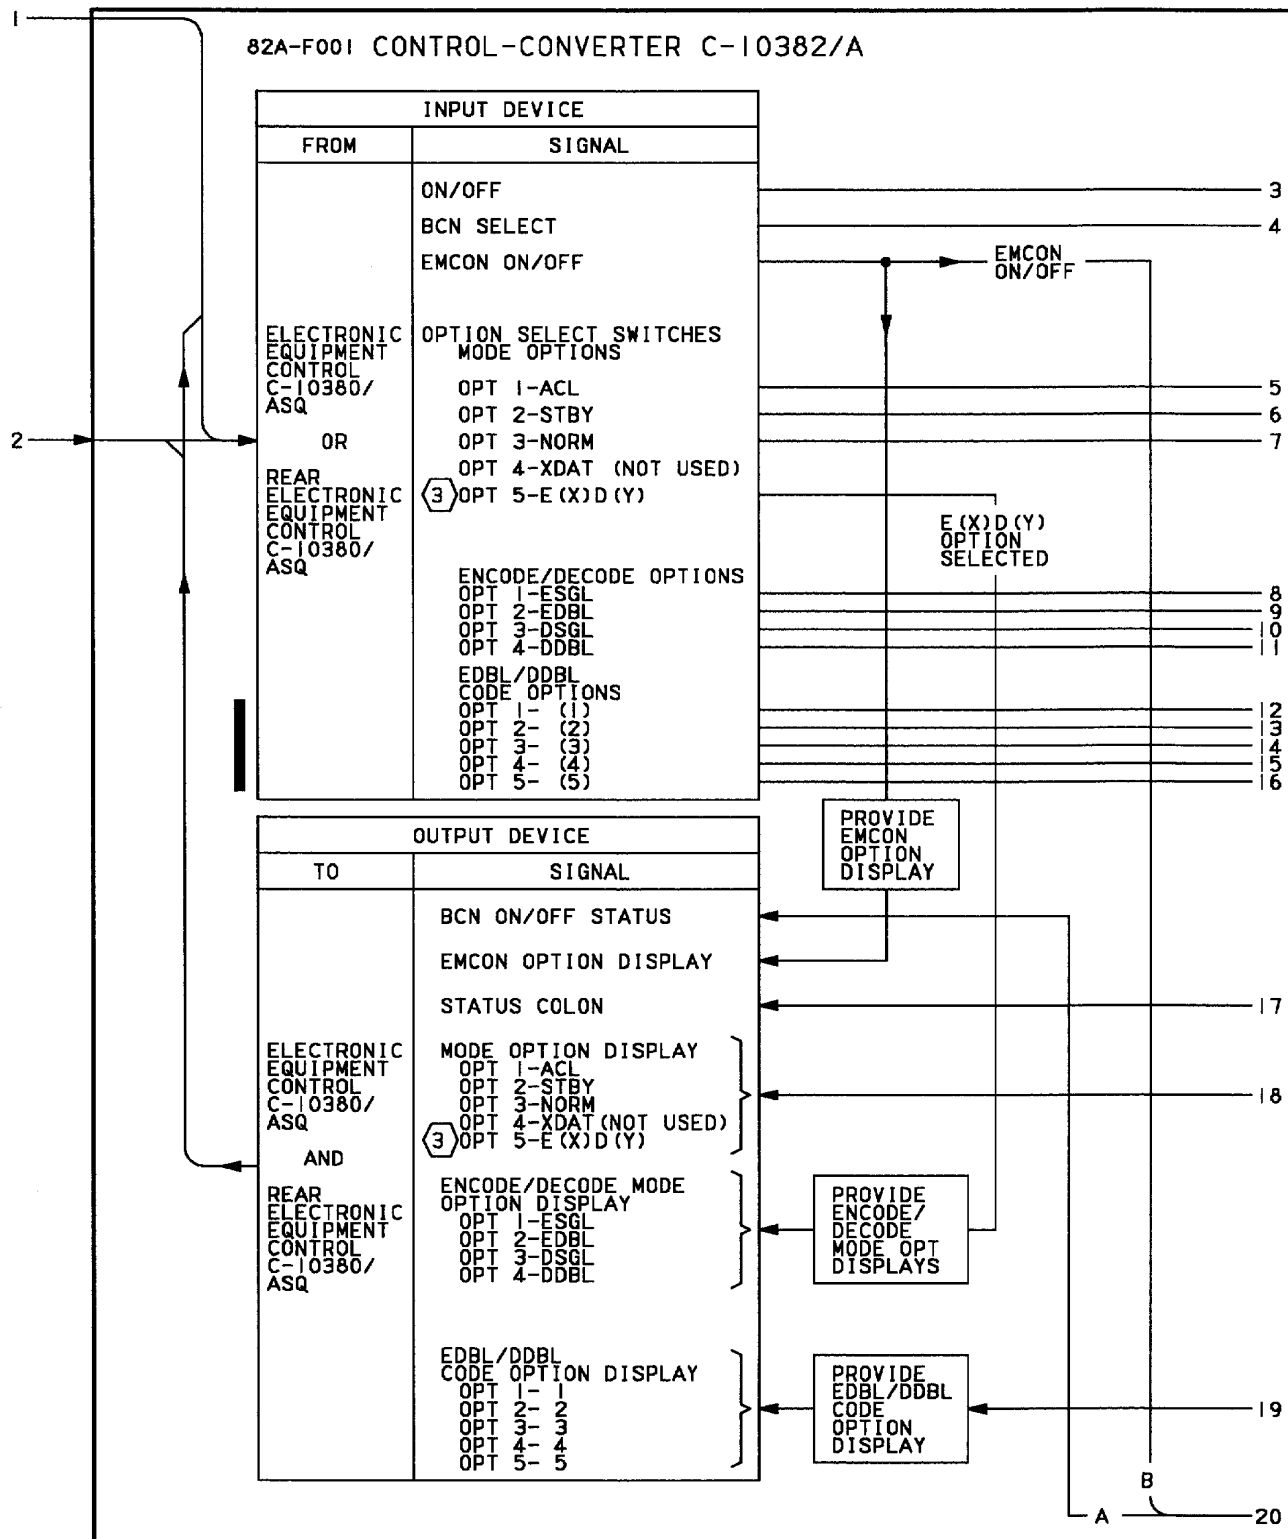 1
82A-F001 CONTROL-CONVERTER C-10382/A
INPUT DEVICE
FROM
SIGNAL
ON/OFF
3
BCN SELECT
4
EMCON ON/OFF
EMCON
ON/OFF
ELECTRONIC
EQUIPMENT
CONTROL
C-10380/
ASQ
OR
REAR
ELECTRONIC
EQUIPMENT
CONTROL
C-10380/
ASQ
2
OPTION SELECT SWITCHES
MODE OPTIONS
OPT 1-ACL
5
OPT 2-STBY
6
OPT 3-NORM
7
OPT 4-XDAT (NOT USED)
3 OPT 5-E(X)D(Y)
E(X)D(Y)
OPTION
SELECTED
ENCODE/DECODE OPTIONS
OPT 1-ESGL
8
OPT 2-EDBL
9
OPT 3-DSGL
10
OPT 4-DDBL
11
EDBL/DDBL
CODE OPTIONS
OPT 1- (1)
12
OPT 2- (2)
13
OPT 3- (3)
14
OPT 4- (4)
15
OPT 5- (5)
16
PROVIDE
EMCON
OPTION
DISPLAY
OUTPUT DEVICE
TO
SIGNAL
BCN ON/OFF STATUS
EMCON OPTION DISPLAY
STATUS COLON
17
ELECTRONIC
EQUIPMENT
CONTROL
C-10380/
ASQ
AND
REAR
ELECTRONIC
EQUIPMENT
CONTROL
C-10380/
ASQ
MODE OPTION DISPLAY
OPT 1-ACL
OPT 2-STBY
OPT 3-NORM
OPT 4-XDAT(NOT USED)
3 OPT 5-E(X)D(Y)
18
ENCODE/DECODE MODE
OPTION DISPLAY
OPT 1-ESGL
OPT 2-EDBL
OPT 3-DSGL
OPT 4-DDBL
PROVIDE
ENCODE/
DECODE
MODE OPT
DISPLAYS
EDBL/DDBL
CODE OPTION DISPLAY
OPT 1- 1
OPT 2- 2
OPT 3- 3
OPT 4- 4
OPT 5- 5
PROVIDE
EDBL/DDBL
CODE
OPTION
DISPLAY
19
B
A
20